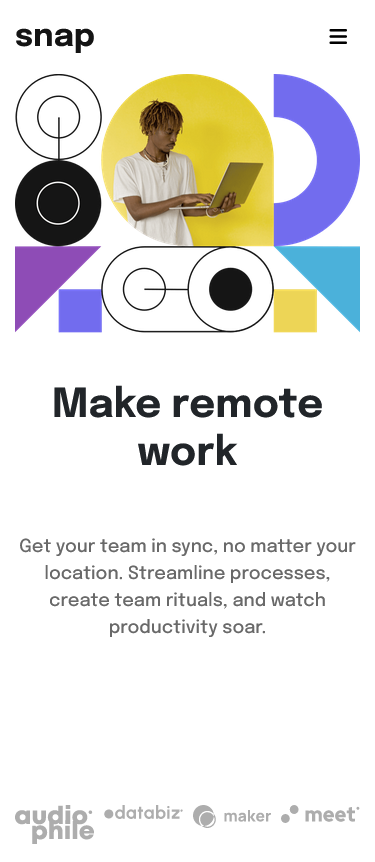 snap
Make remote
work
Get your team in sync, no matter your
location. Streamline processes,
create team rituals, and watch
productivity soar.
audiophile
databiz
maker
meet